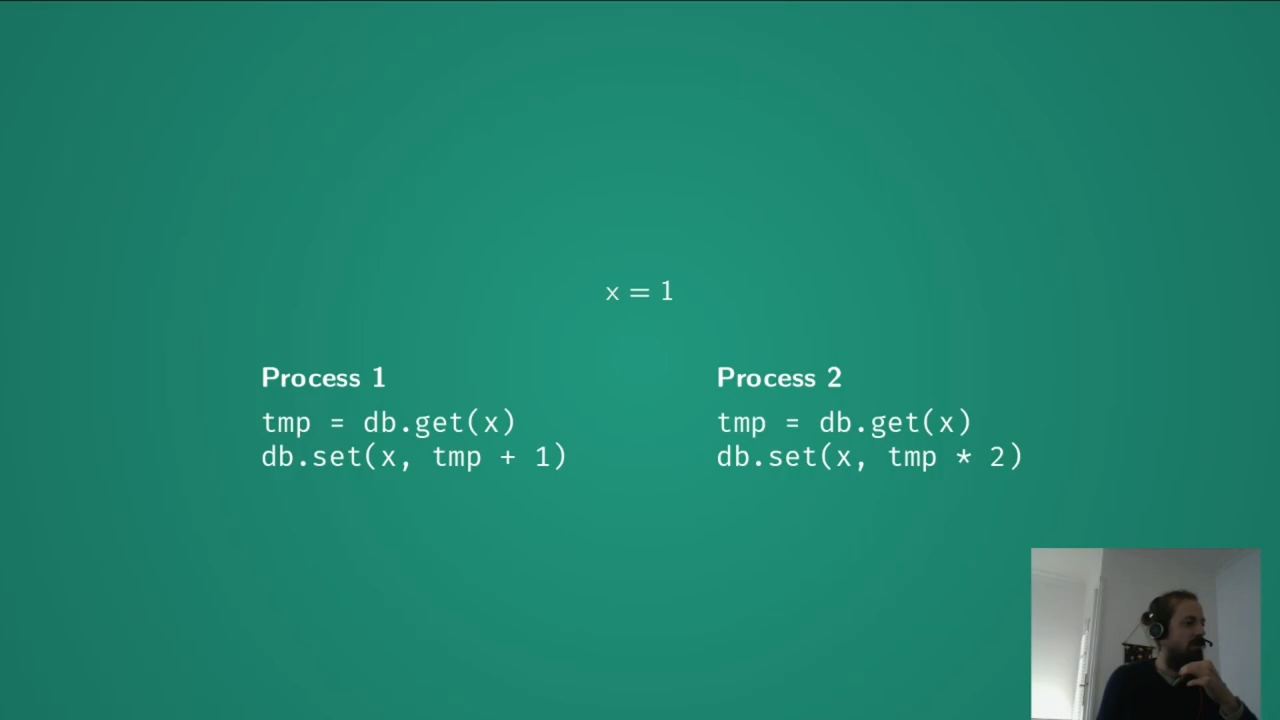 x = 1
Process 1
tmp = db.get(x)
db.set(x, tmp + 1)
Process 2
tmp = db.get(x)
db.set(x, tmp * 2)